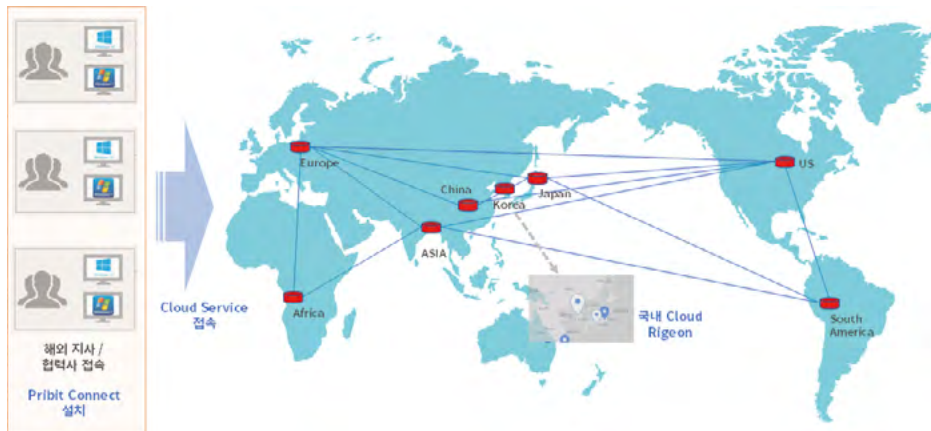 해외 지사 /
협력사 접속
Pribit Connect
설치
Cloud Service
접속
Europe
China
Korea
Japan
US
ASIA
Africa
국내 Cloud
Rigeon
South
America